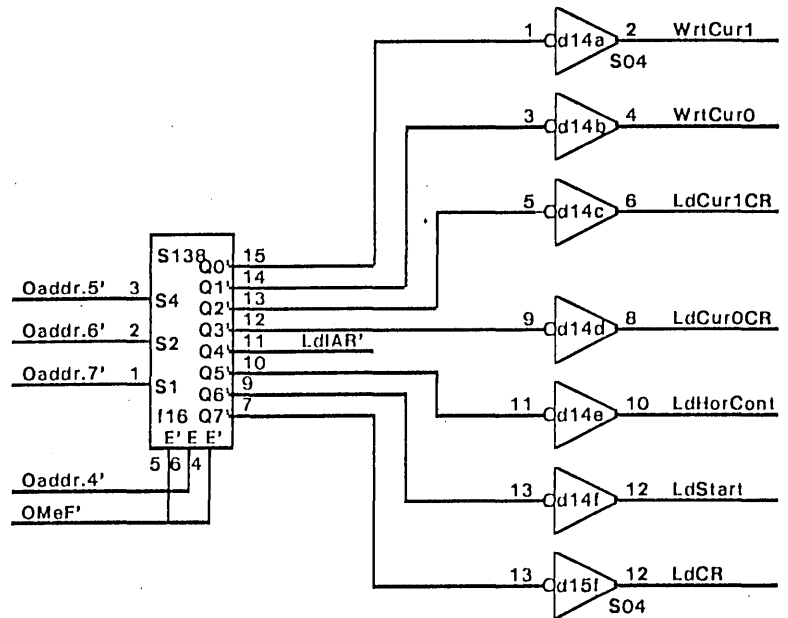 1 d14a 2 WrtCur1
S04
3 d14b 4 WrtCur0
5 d14c 6 LdCur1CR
S138 Q0' 15
Q1' 14
Oaddr.5' 3 S4 Q2' 13
Q3' 12 9 d14d 8 LdCur0CR
Oaddr.6' 2 S2 Q4' 11 LdIAR'
Q5' 10
Oaddr.7' 1 S1 Q6' 9
f16 Q7' 7 11 d14e 10 LdHorCont
E' E E'
5 6 4
Oaddr.4' 13 d14f 12 LdStart
OMeF'
13 d15f 12 LdCR
S04